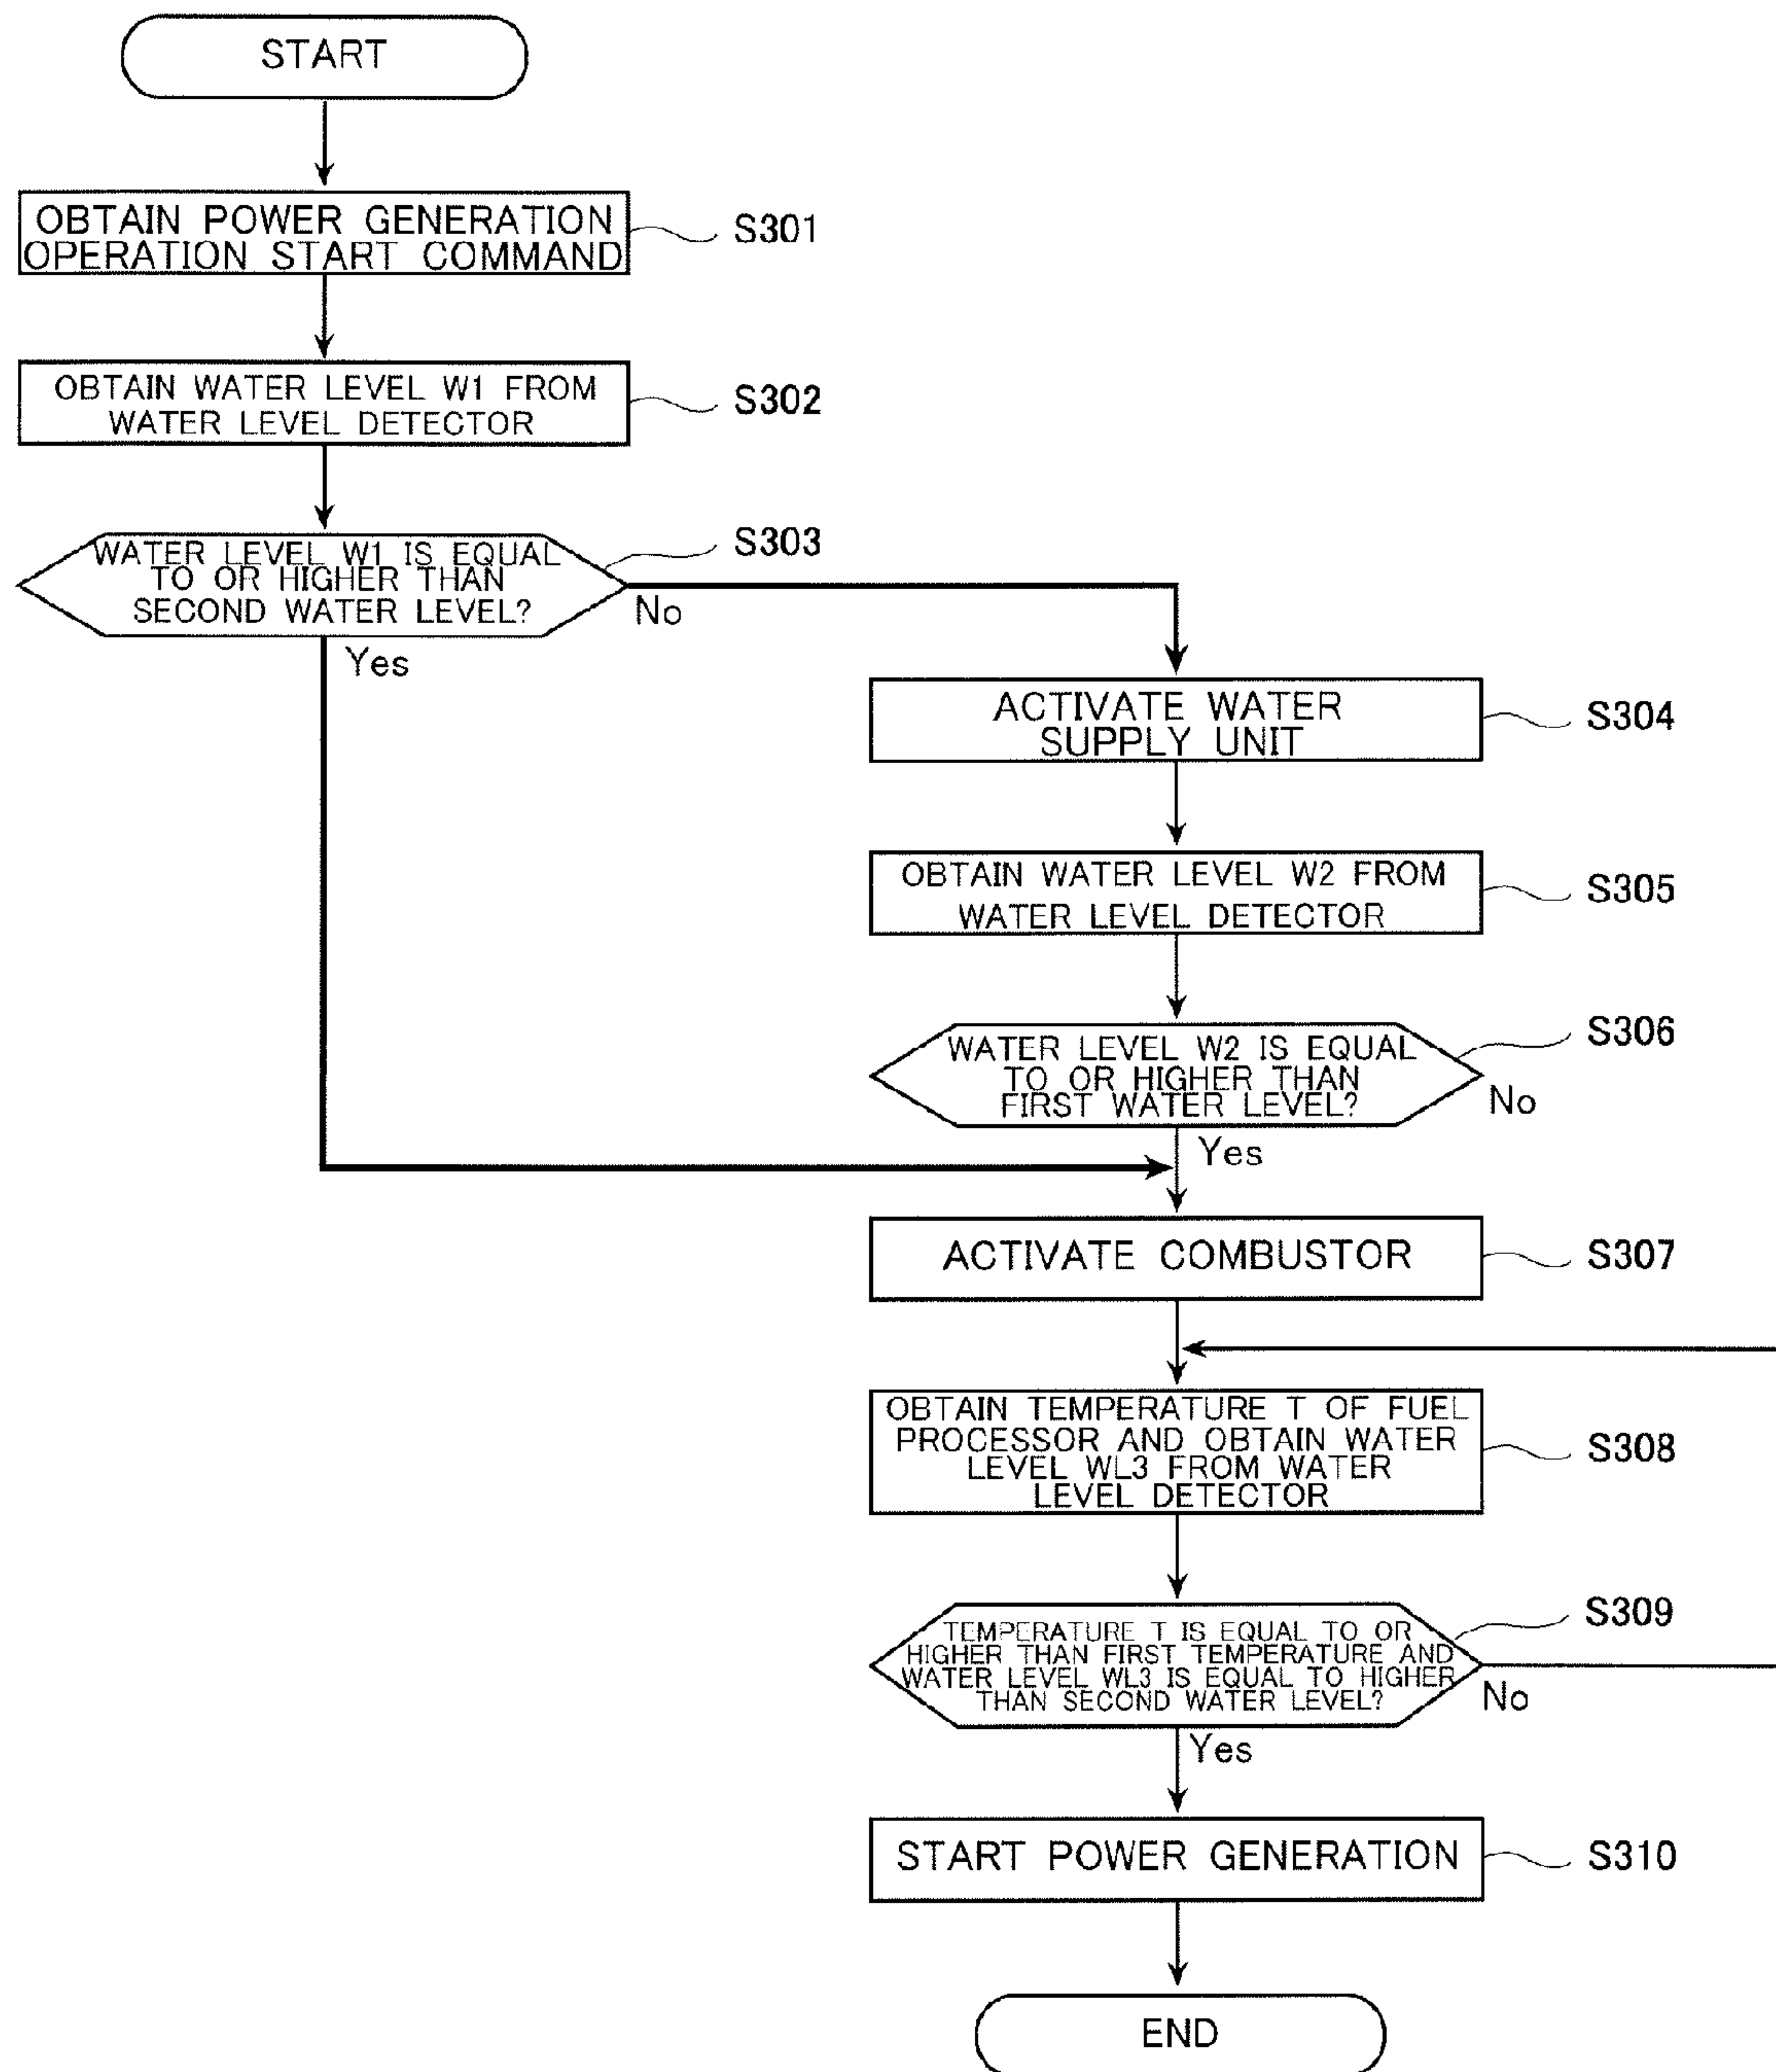 START
OBTAIN POWER GENERATION
OPERATION START COMMAND
S301
OBTAIN WATER LEVEL W1 FROM
WATER LEVEL DETECTOR
S302
WATER LEVEL W1 IS EQUAL
TO OR HIGHER THAN
SECOND WATER LEVEL?
S303
No
Yes
ACTIVATE WATER
SUPPLY UNIT
S304
OBTAIN WATER LEVEL W2 FROM
WATER LEVEL DETECTOR
S305
WATER LEVEL W2 IS EQUAL
TO OR HIGHER THAN
FIRST WATER LEVEL?
S306
No
Yes
ACTIVATE COMBUSTOR
S307
OBTAIN TEMPERATURE T OF FUEL
PROCESSOR AND OBTAIN WATER
LEVEL WL3 FROM WATER
LEVEL DETECTOR
S308
TEMPERATURE T IS EQUAL TO OR
HIGHER THAN FIRST TEMPERATURE AND
WATER LEVEL WL3 IS EQUAL TO HIGHER
THAN SECOND WATER LEVEL?
S309
No
Yes
START POWER GENERATION
S310
END